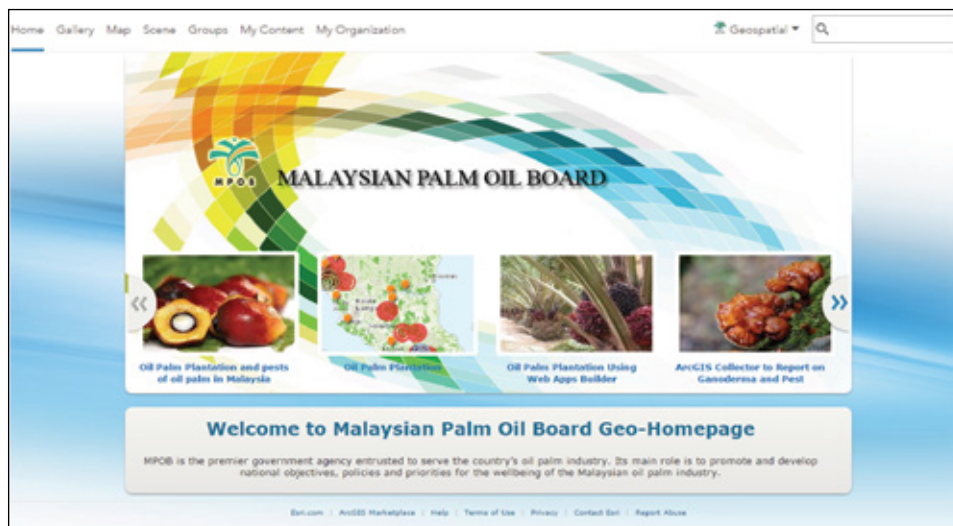 Home Gallery Map Scene Groups My Content My Organization Geospatial
MPOB
MALAYSIAN PALM OIL BOARD
Oil Palm Plantation and pests
of oil palm in Malaysia
Oil Palm Plantation
Oil Palm Plantation Using
Web Apps Builder
ArcGIS Collector to Report on
Ganoderma and Pest
Welcome to Malaysian Palm Oil Board Geo-Homepage
MPOB is the premier government agency entrusted to serve the country's oil palm industry. Its main role is to promote and develop
national objectives, policies and priorities for the wellbeing of the Malaysian oil palm industry.
Esri.com | ArcGIS Marketplace | Help | Terms of Use | Privacy | Contact Esri | Report Abuse